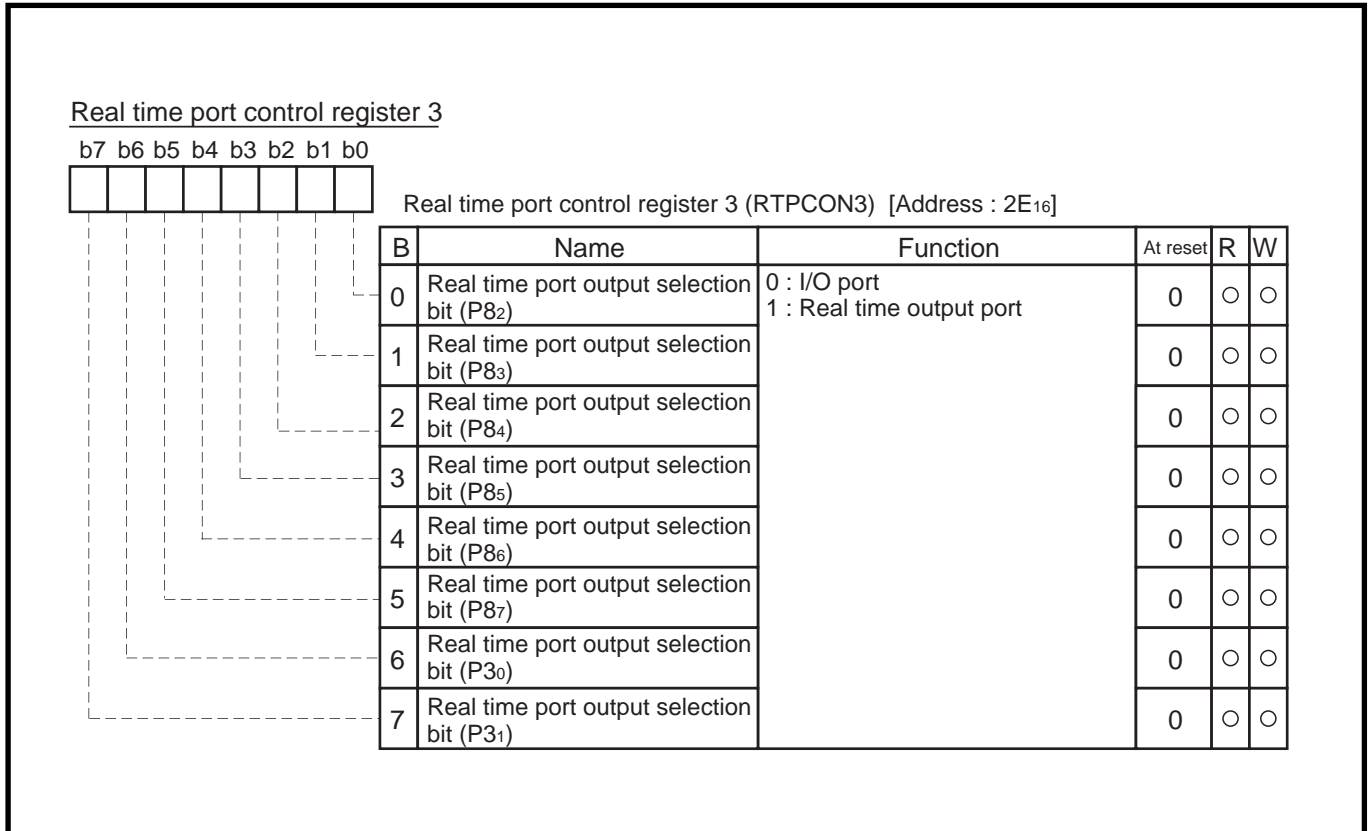 Real time port control register 3
b7 b6 b5 b4 b3 b2 b1 b0
Real time port control register 3 (RTPCON3) [Address : 2E₁₆]
B Name Function At reset R W
0 Real time port output selection bit (P8₂) 0 : I/O port
1 : Real time output port 0 ○ ○
1 Real time port output selection bit (P8₃) 0 ○ ○
2 Real time port output selection bit (P8₄) 0 ○ ○
3 Real time port output selection bit (P8₅) 0 ○ ○
4 Real time port output selection bit (P8₆) 0 ○ ○
5 Real time port output selection bit (P8₇) 0 ○ ○
6 Real time port output selection bit (P3₀) 0 ○ ○
7 Real time port output selection bit (P3₁) 0 ○ ○